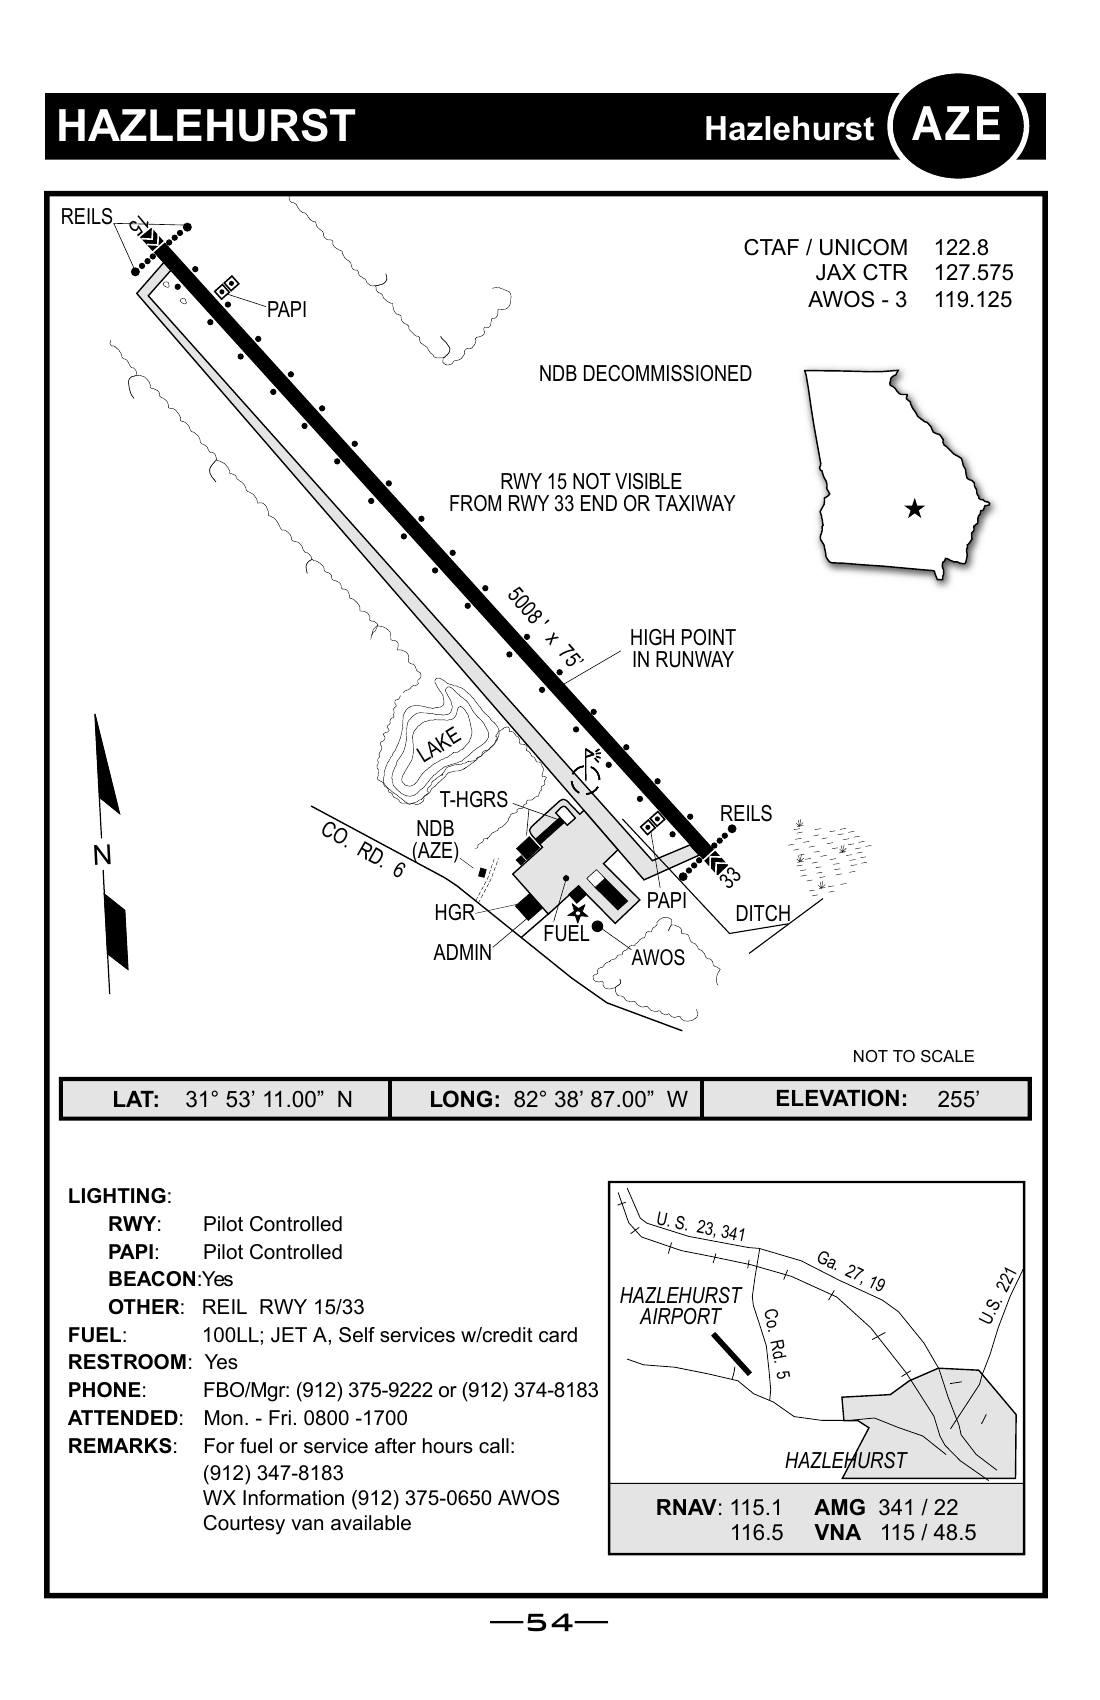 HAZLEHURST
Hazlehurst AZE
REILS
15
CTAF / UNICOM 122.8
JAX CTR 127.575
AWOS - 3 119.125
PAPI
NDB DECOMMISSIONED
RWY 15 NOT VISIBLE
FROM RWY 33 END OR TAXIWAY
5008 ' x 75'
HIGH POINT
IN RUNWAY
LAKE
T-HGRS
REILS
NDB
(AZE)
CO. RD. 6
N
33
PAPI
HGR
DITCH
FUEL
ADMIN
AWOS
NOT TO SCALE
LAT: 31° 53’ 11.00” N LONG: 82° 38’ 87.00” W ELEVATION: 255’
LIGHTING:
RWY: Pilot Controlled
PAPI: Pilot Controlled
BEACON:Yes
OTHER: REIL RWY 15/33
FUEL: 100LL; JET A, Self services w/credit card
RESTROOM: Yes
PHONE: FBO/Mgr: (912) 375-9222 or (912) 374-8183
ATTENDED: Mon. - Fri. 0800 -1700
REMARKS: For fuel or service after hours call:
(912) 347-8183
WX Information (912) 375-0650 AWOS
Courtesy van available
U. S. 23, 341
Ga. 27, 19
U.S. 221
HAZLEHURST
AIRPORT
Co. Rd. 5
HAZLEHURST
RNAV: 115.1 AMG 341 / 22
116.5 VNA 115 / 48.5
—54—